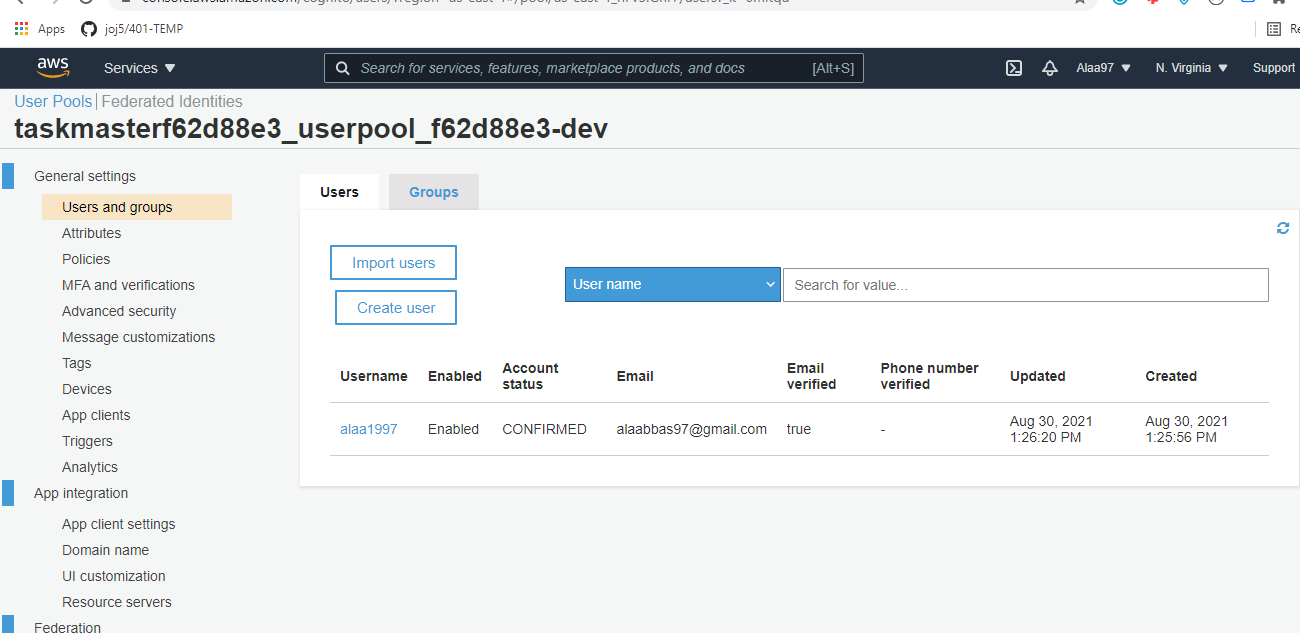 Apps joj5/401-TEMP
aws Services Search for services, features, marketplace products, and docs [Alt+S] Alaa97 N. Virginia Support
User Pools | Federated Identities
taskmasterf62d88e3_userpool_f62d88e3-dev
General settings
Users and groups
Attributes
Policies
MFA and verifications
Advanced security
Message customizations
Tags
Devices
App clients
Triggers
Analytics
App integration
App client settings
Domain name
UI customization
Resource servers
Federation
Users Groups
Import users
Create user
User name Search for value...
Username Enabled Account status Email Email verified Phone number verified Updated Created
alaa1997 Enabled CONFIRMED alaabbas97@gmail.com true - Aug 30, 2021 1:26:20 PM Aug 30, 2021 1:25:56 PM